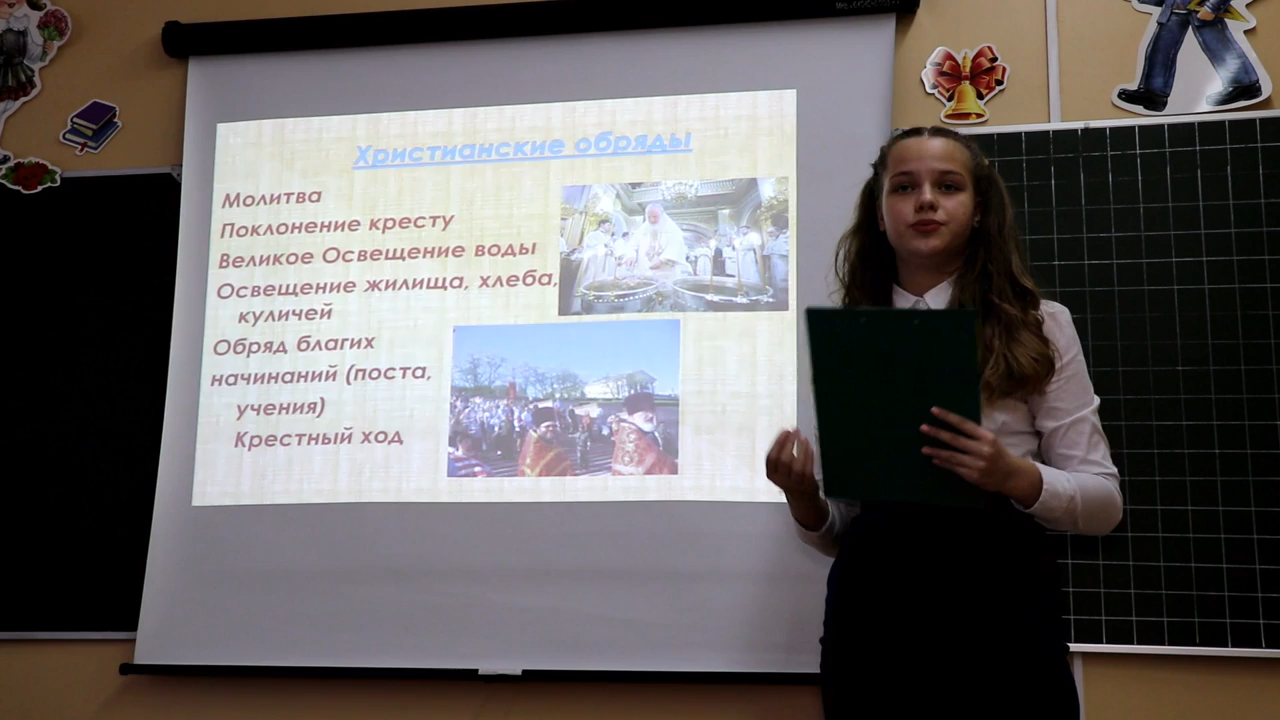 Христианские обряды
Молитва
Поклонение кресту
Великое Освещение воды
Освещение жилища, хлеба,
куличей
Обряд благих
начинаний (поста,
учения)
Крестный ход